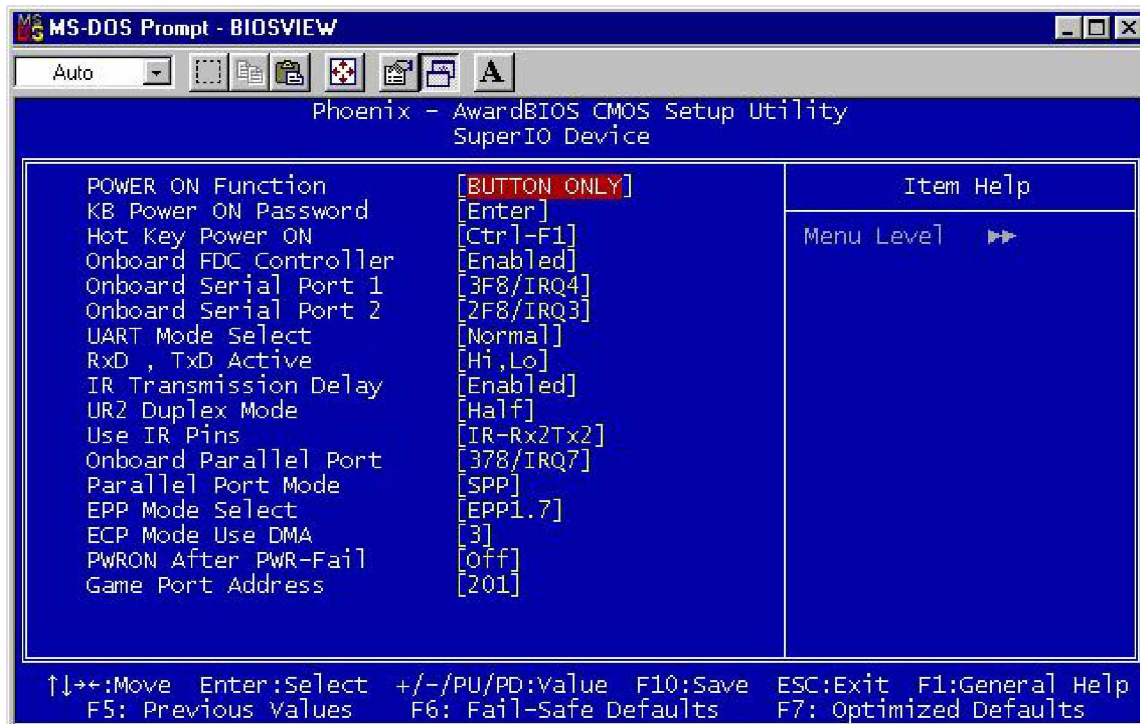 MS-DOS Prompt - BIOSVIEW
Auto
A
Phoenix - AwardBIOS CMOS Setup Utility
SuperIO Device
POWER ON Function [BUTTON ONLY]
KB Power ON Password [Enter]
Hot Key Power ON [Ctrl-F1]
Onboard FDC Controller [Enabled]
Onboard Serial Port 1 [3F8/IRQ4]
Onboard Serial Port 2 [2F8/IRQ3]
UART Mode Select [Normal]
RxD , TxD Active [Hi,Lo]
IR Transmission Delay [Enabled]
UR2 Duplex Mode [Half]
Use IR Pins [IR-Rx2Tx2]
Onboard Parallel Port [378/IRQ7]
Parallel Port Mode [SPP]
EPP Mode Select [EPP1.7]
ECP Mode Use DMA [3]
PWRON After PWR-Fail [Off]
Game Port Address [201]
Item Help
Menu Level ►►
↑↓→←:Move Enter:Select +/-/PU/PD:Value F10:Save ESC:Exit F1:General Help
F5: Previous Values F6: Fail-Safe Defaults F7: Optimized Defaults